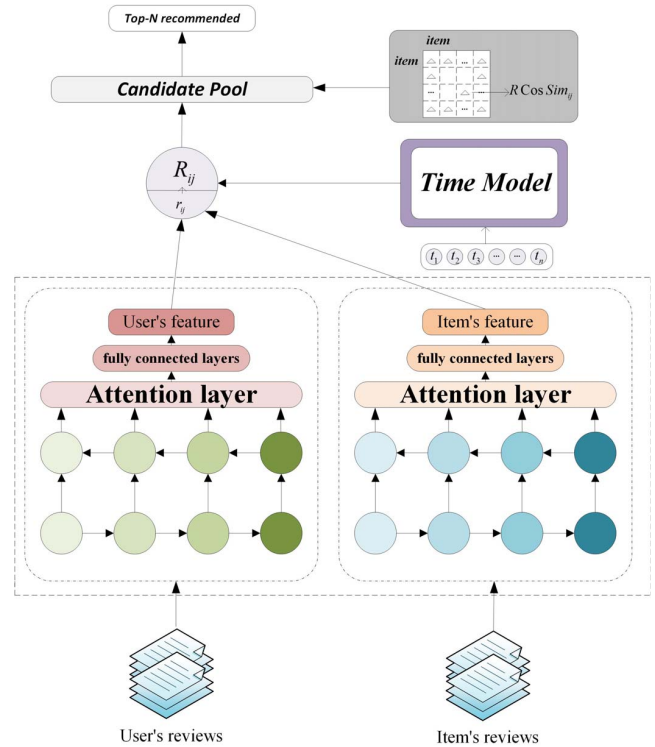 Top-N recommended
item
item
... 
... ...
...
R Cos Sim_ij
Candidate Pool
R_ij
r_ij
Time Model
t_1 t_2 t_3 ... ... t_n
User's feature
Item's feature
fully connected layers
fully connected layers
Attention layer
Attention layer
User's reviews
Item's reviews